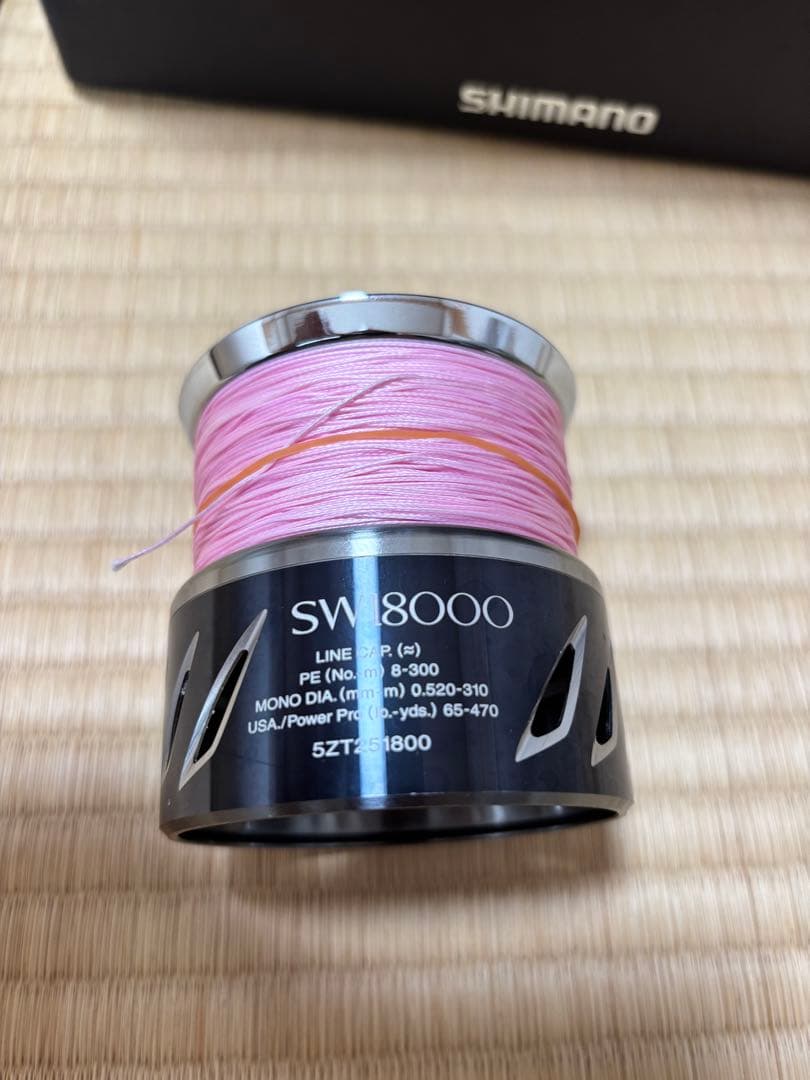 SHIMANO
SW18000
LINE CAP. (≈)
PE (No.-m) 8-300
MONO DIA. (mm-m) 0.520-310
USA./Power Pro (lb.-yds.) 65-470
5ZT251800